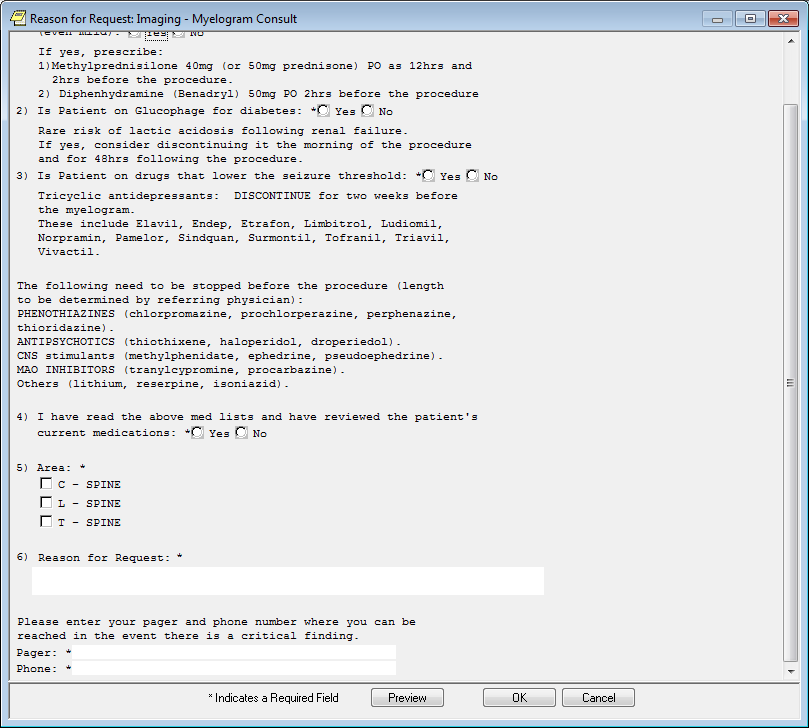 Reason for Request: Imaging - Myelogram Consult
(even mild): Yes No
If yes, prescribe:
1)Methylprednisilone 40mg (or 50mg prednisone) PO as 12hrs and
2hrs before the procedure.
2) Diphenhydramine (Benadryl) 50mg PO 2hrs before the procedure
2) Is Patient on Glucophage for diabetes: * Yes No
Rare risk of lactic acidosis following renal failure.
If yes, consider discontinuing it the morning of the procedure
and for 48hrs following the procedure.
3) Is Patient on drugs that lower the seizure threshold: * Yes No
Tricyclic antidepressants:  DISCONTINUE for two weeks before
the myelogram.
These include Elavil, Endep, Etrafon, Limbitrol, Ludiomil,
Norpramin, Pamelor, Sindquan, Surmontil, Tofranil, Triavil,
Vivactil.
The following need to be stopped before the procedure (length
to be determined by referring physician):
PHENOTHIAZINES (chlorpromazine, prochlorperazine, perphenazine,
thioridazine).
ANTIPSYCHOTICS (thiothixene, haloperidol, droperiedol).
CNS stimulants (methylphenidate, ephedrine, pseudoephedrine).
MAO INHIBITORS (tranylcypromine, procarbazine).
Others (lithium, reserpine, isoniazid).
4) I have read the above med lists and have reviewed the patient's
current medications: * Yes No
5) Area: *
C - SPINE
L - SPINE
T - SPINE
6) Reason for Request: *
Please enter your pager and phone number where you can be
reached in the event there is a critical finding.
Pager: *
Phone: *
* Indicates a Required Field Preview OK Cancel